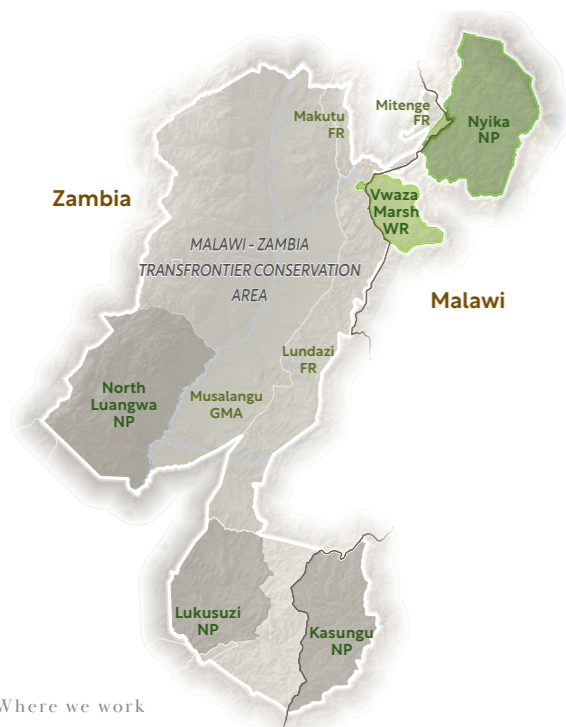 Makutu
FR
Mitenge
FR
Nyika
NP
Zambia
Vwaza
Marsh
WR
MALAWI - ZAMBIA
TRANSFRONTIER CONSERVATION
AREA
Malawi
Lundazi
FR
North
Luangwa
NP
Musalangu
GMA
Lukusuzi
NP
Kasungu
NP
Where we work